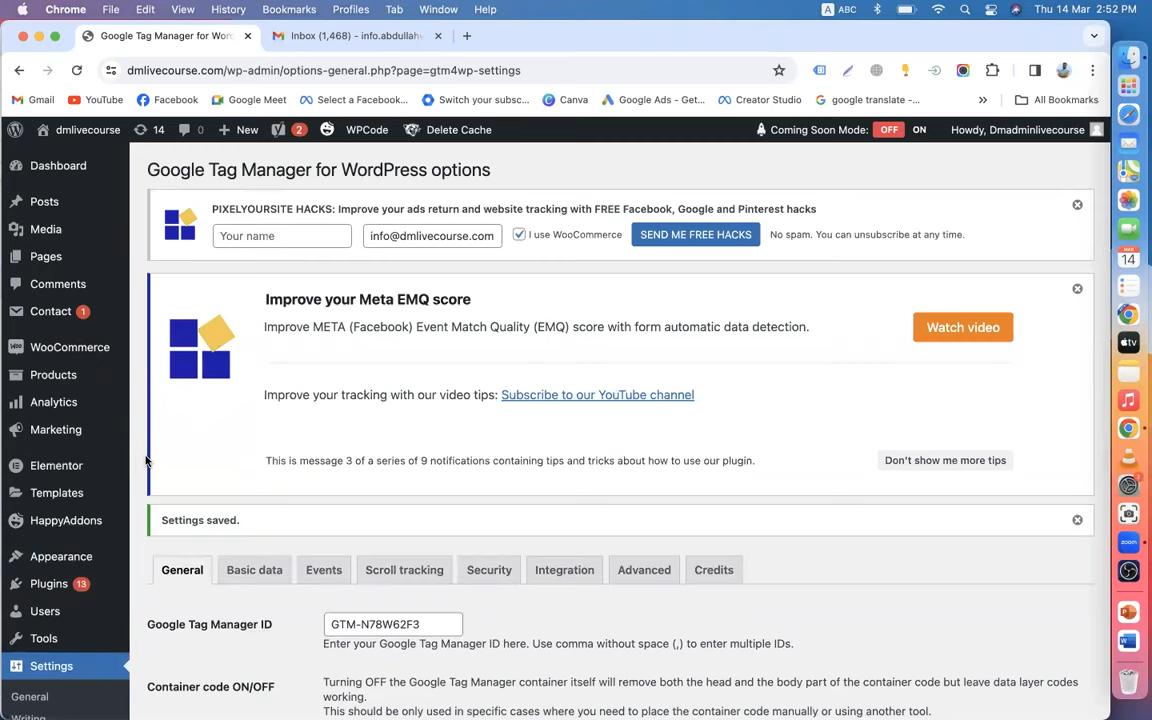 Chrome File Edit View History Bookmarks Profiles Tab Window Help A ABC Thu 14 Mar 2:52 PM
Google Tag Manager for Wor Inbox (1,468) - info.abdullahv
dmlivecourse.com/wp-admin/options-general.php?page=gtm4wp-settings
Gmail YouTube Facebook Google Meet Select a Facebook... Switch your subsc... Canva Google Ads - Get... Creator Studio google translate -... » All Bookmarks
dmlivecourse 14 0 + New 2 WPCode Delete Cache Coming Soon Mode: OFF ON Howdy, Dmadminlivecourse
Dashboard
Posts
Media
Pages
Comments
Contact 1
WooCommerce
Products
Analytics
Marketing
Elementor
Templates
HappyAddons
Appearance
Plugins 13
Users
Tools
Settings
General
Writing
Google Tag Manager for WordPress options
PIXELYOURSITE HACKS: Improve your ads return and website tracking with FREE Facebook, Google and Pinterest hacks
Your name info@dmlivecourse.com I use WooCommerce SEND ME FREE HACKS No spam. You can unsubscribe at any time.
Improve your Meta EMQ score
Improve META (Facebook) Event Match Quality (EMQ) score with form automatic data detection.
Watch video
Improve your tracking with our video tips: Subscribe to our YouTube channel
This is message 3 of a series of 9 notifications containing tips and tricks about how to use our plugin.
Don't show me more tips
Settings saved.
General Basic data Events Scroll tracking Security Integration Advanced Credits
Google Tag Manager ID GTM-N78W62F3
Enter your Google Tag Manager ID here. Use comma without space (,) to enter multiple IDs.
Container code ON/OFF Turning OFF the Google Tag Manager container itself will remove both the head and the body part of the container code but leave data layer codes
working.
This should be only used in specific cases where you need to place the container code manually or using another tool.
MAR
14
tv
zoom